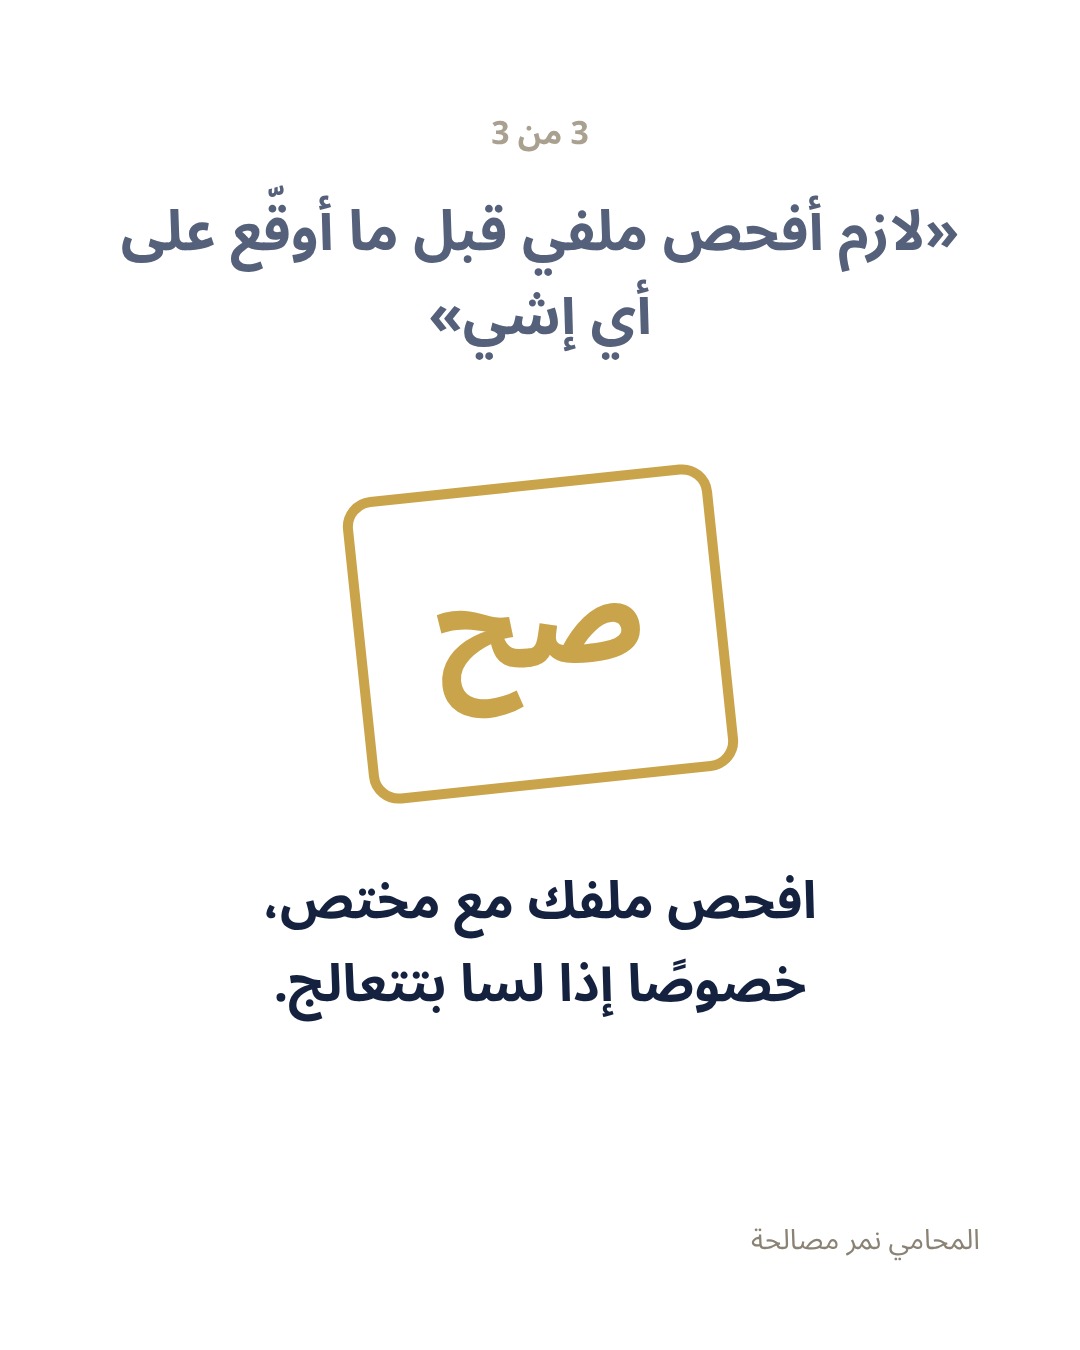 3 من 3
«لازم أفحص ملفي قبل ما أوقّع على
أي إشي»
صح
افحص ملفك مع مختص،
خصوصًا إذا لسا بتتعالج.
المحامي نمر مصالحة